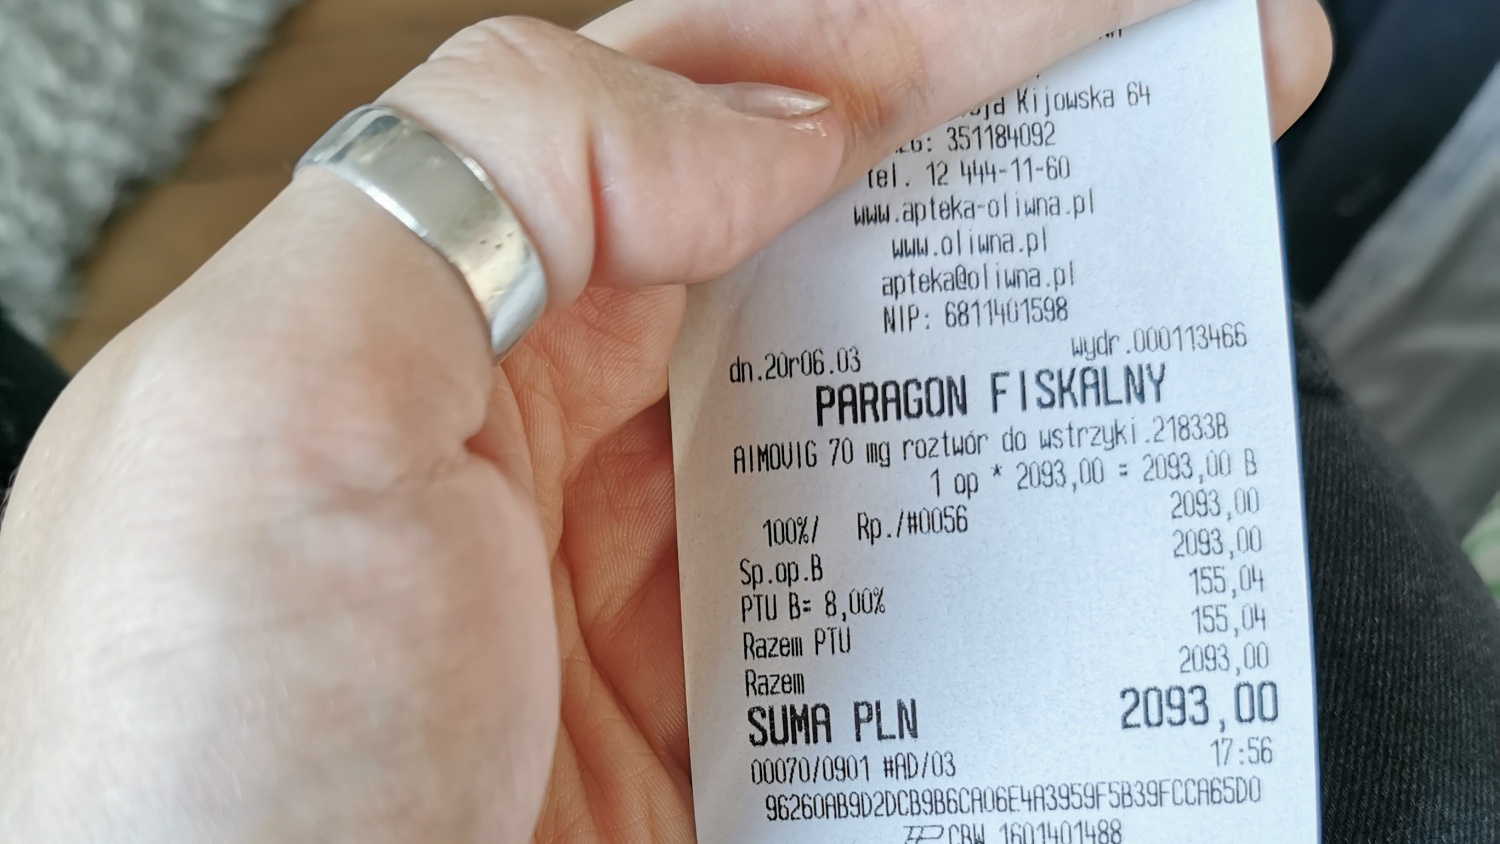 Kijowska 64
351184092
tel. 12 444-11-60
www.apteka-oliwna.pl
www.oliwna.pl
apteka@oliwna.pl
NIP: 6811401598
dn.20r06.03 wydr.000113466
PARAGON FISKALNY
AIMOVIG 70 mg roztwór do wstrzyki.21833B
1 op * 2093,00 = 2093,00 B
2093,00
100%/ Rp./#0056
Sp.op.B 2093,00
PTU B= 8,00% 155,04
Razem PTU 155,04
Razem 2093,00
SUMA PLN 2093,00
00070/0901 #AD/03 17:56
96260AB9D2DCB9B6CA06E4A3959F5B39FCCA65D0
CBW 1601401488